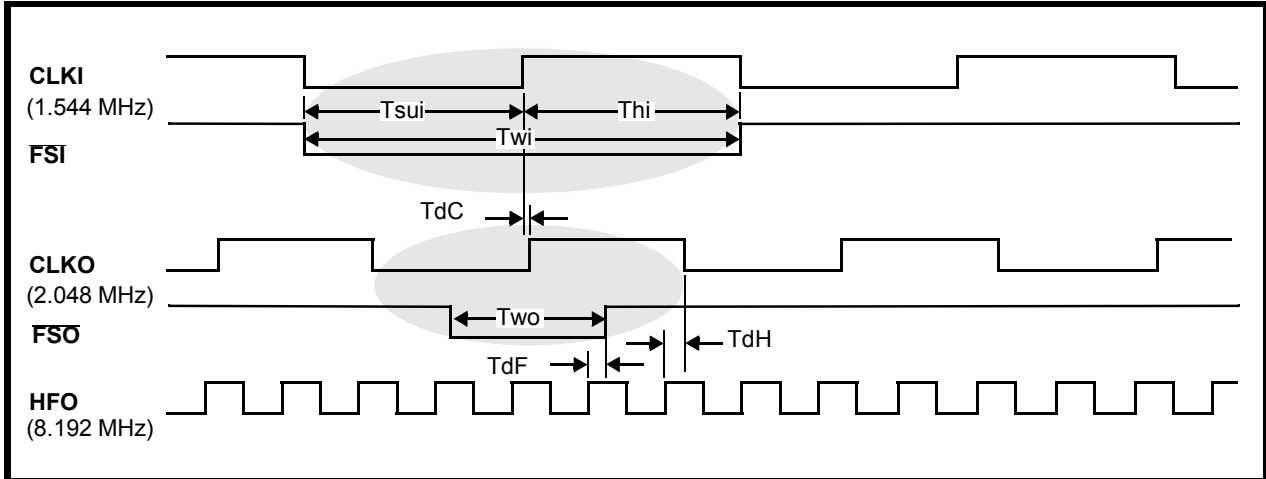 CLKI
(1.544 MHz)
Tsui
Thi
Twi
FSI
TdC
CLKO
(2.048 MHz)
Two
FSO
TdH
TdF
HFO
(8.192 MHz)